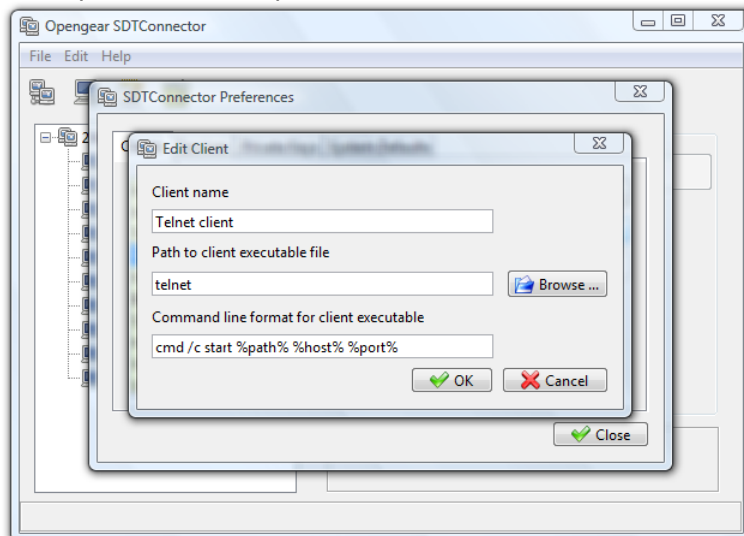 Opengear SDTConnector
File Edit Help
SDTConnector Preferences
2
Edit Client
Client name
Telnet client
Path to client executable file
telnet
Browse ...
Command line format for client executable
cmd /c start %path% %host% %port%
OK Cancel
Close